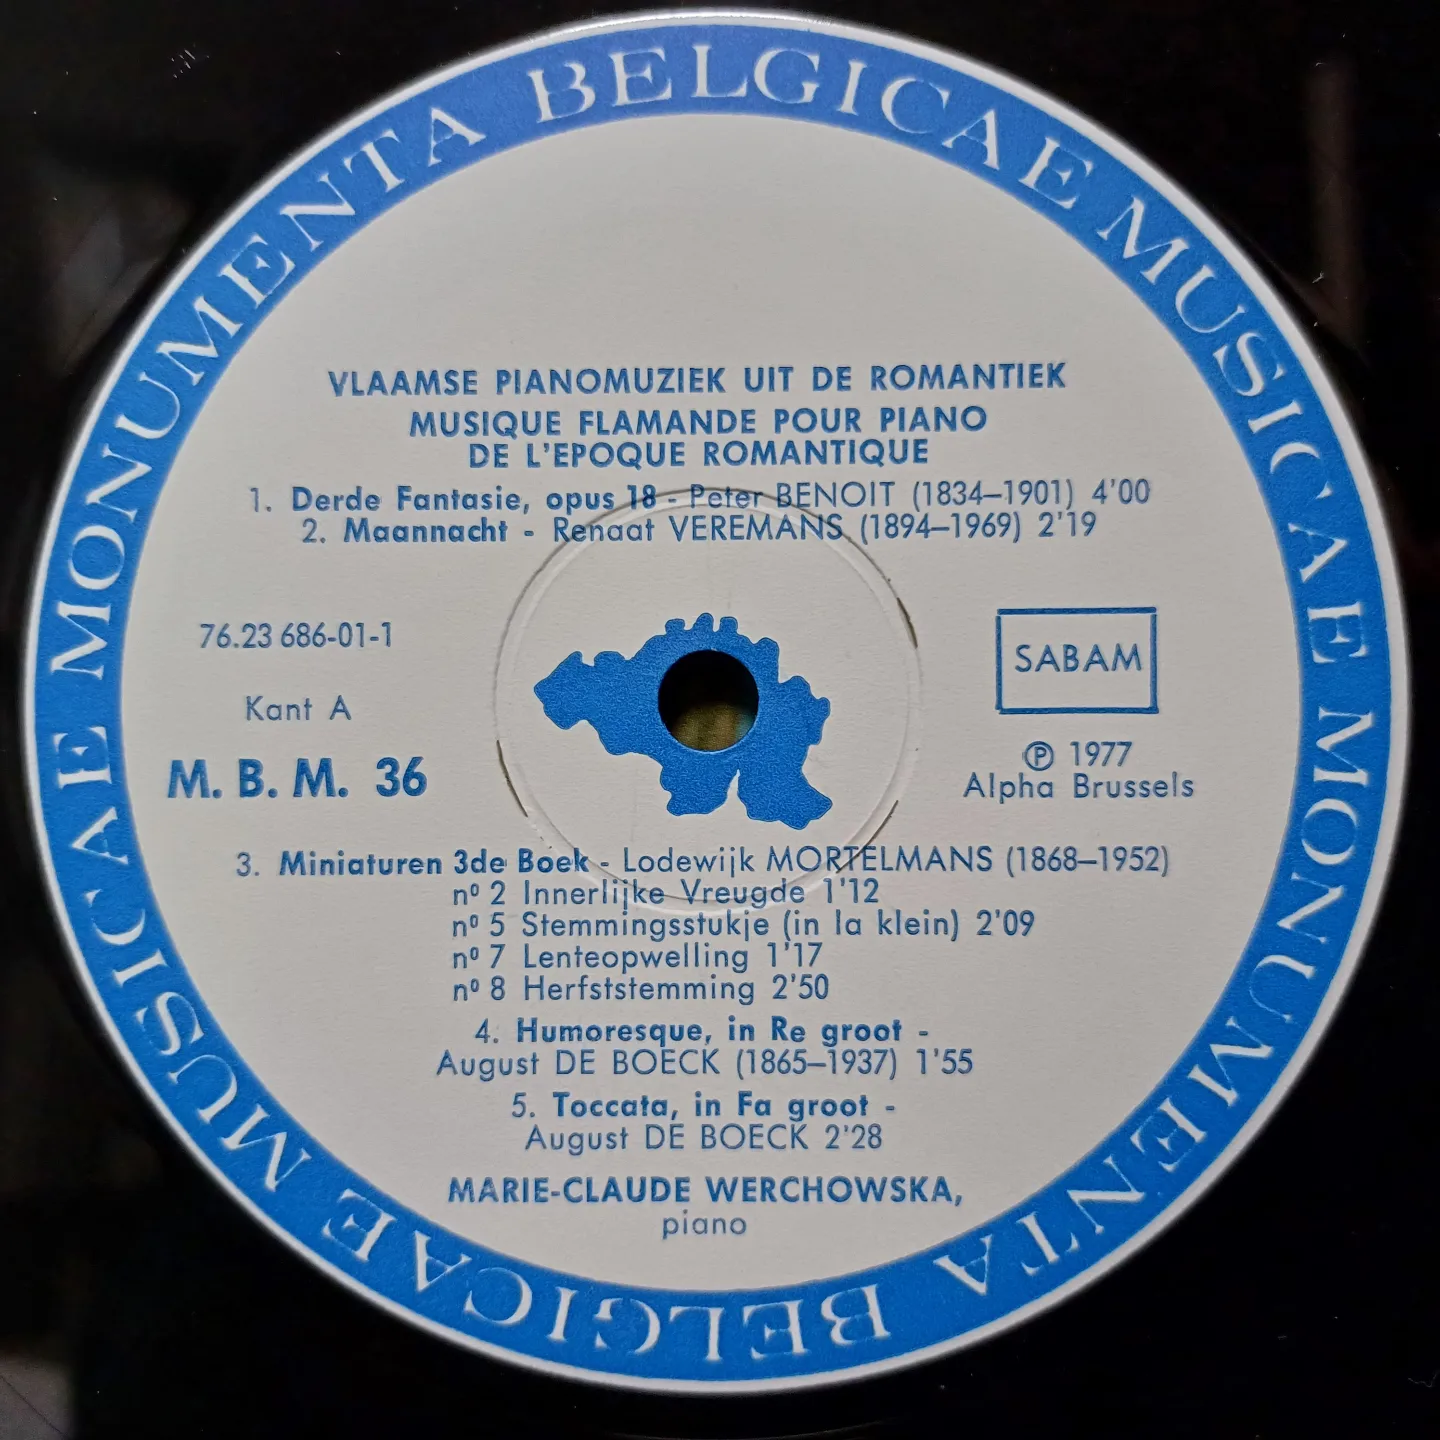 MONUMENTA BELGICAE MUSICAE MONUMENTA BELGICAE MUSICAE
VLAAMSE PIANOMUZIEK UIT DE ROMANTIEK
MUSIQUE FLAMANDE POUR PIANO
DE L'EPOQUE ROMANTIQUE
1. Derde Fantasie, opus 18 - Peter BENOIT (1834–1901) 4'00
2. Maannacht - Renaat VEREMANS (1894–1969) 2'19
76.23 686-01-1
Kant A
M. B. M. 36
SABAM
℗ 1977
Alpha Brussels
3. Miniaturen 3de Boek - Lodewijk MORTELMANS (1868–1952)
nº 2 Innerlijke Vreugde 1'12
nº 5 Stemmingsstukje (in la klein) 2'09
nº 7 Lenteopwelling 1'17
nº 8 Herfststemming 2'50
4. Humoresque, in Re groot -
August DE BOECK (1865–1937) 1'55
5. Toccata, in Fa groot -
August DE BOECK 2'28
MARIE-CLAUDE WERCHOWSKA,
piano